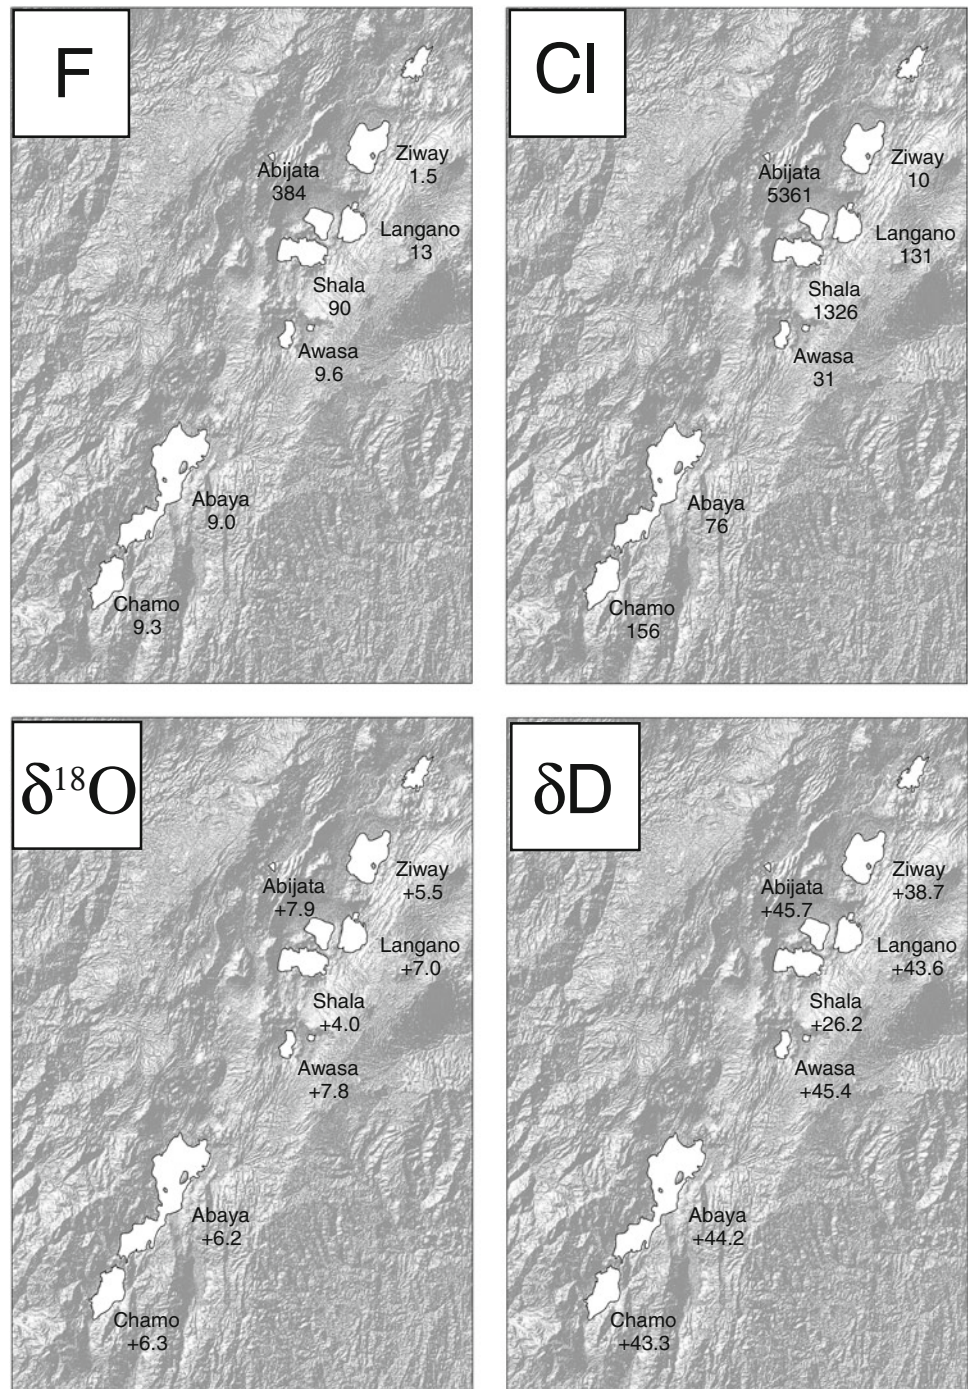 F
Ziway
1.5
Abijata
384
Langano
13
Shala
90
Awasa
9.6
Abaya
9.0
Chamo
9.3
Cl
Ziway
10
Abijata
5361
Langano
131
Shala
1326
Awasa
31
Abaya
76
Chamo
156
δ¹⁸O
Ziway
+5.5
Abijata
+7.9
Langano
+7.0
Shala
+4.0
Awasa
+7.8
Abaya
+6.2
Chamo
+6.3
δD
Ziway
+38.7
Abijata
+45.7
Langano
+43.6
Shala
+26.2
Awasa
+45.4
Abaya
+44.2
Chamo
+43.3